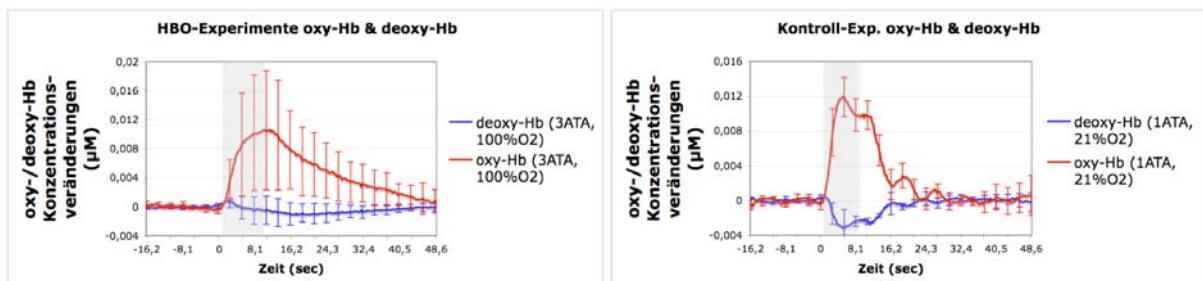 HBO-Experimente oxy-Hb & deoxy-Hb
oxy-/deoxy-Hb
Konzentrations-
veränderungen
(µM)
0,02
0,016
0,012
0,008
0,004
0
-0,004
-16,2 -8,1 0 8,1 16,2 24,3 32,4 40,5 48,6
Zeit (sec)
deoxy-Hb (3ATA,
100%O2)
oxy-Hb (3ATA,
100%O2)
Kontroll-Exp. oxy-Hb & deoxy-Hb
oxy-/deoxy-Hb
Konzentrations-
veränderungen
(µM)
0,016
0,012
0,008
0,004
0
-0,004
-16,2 -8,1 0 8,1 16,2 24,3 32,4 40,5 48,6
Zeit (sec)
deoxy-Hb (1ATA,
21%O2)
oxy-Hb (1ATA,
21%O2)